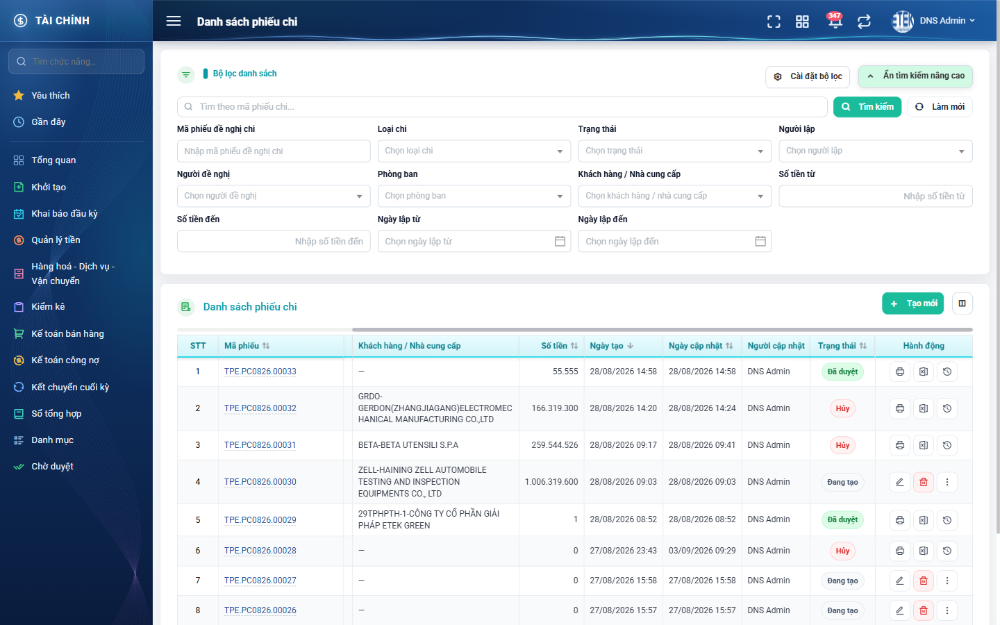 TÀI CHÍNH
Danh sách phiếu chi
347
DNS Admin
Tìm chức năng...
Yêu thích
Gần đây
Tổng quan
Khởi tạo
Khai báo đầu kỳ
Quản lý tiền
Hàng hoá - Dịch vụ -
Vận chuyển
Kiểm kê
Kế toán bán hàng
Kế toán công nợ
Kết chuyển cuối kỳ
Sổ tổng hợp
Danh mục
Chờ duyệt
Bộ lọc danh sách
Cài đặt bộ lọc
Ẩn tìm kiếm nâng cao
Tìm theo mã phiếu chi...
Tìm kiếm
Làm mới
Mã phiếu đề nghị chi Loại chi Trạng thái Người lập
Nhập mã phiếu đề nghị chi Chọn loại chi Chọn trạng thái Chọn người lập
Người đề nghị Phòng ban Khách hàng / Nhà cung cấp Số tiền từ
Chọn người đề nghị Chọn phòng ban Chọn khách hàng / nhà cung cấp Nhập số tiền từ
Số tiền đến Ngày lập từ Ngày lập đến
Nhập số tiền đến Chọn ngày lập từ Chọn ngày lập đến
Danh sách phiếu chi
Tạo mới
STT Mã phiếu Khách hàng / Nhà cung cấp Số tiền Ngày tạo Ngày cập nhật Người cập nhật Trạng thái Hành động
1 TPE.PC0826.00033 — 55.555 28/08/2026 14:58 28/08/2026 14:58 DNS Admin Đã duyệt
GRDO-
2 TPE.PC0826.00032 GERDON(ZHANGJIAGANG)ELECTROMEC 166.319.300 28/08/2026 14:20 28/08/2026 14:24 DNS Admin Hủy
HANICAL MANUFACTURING CO.,LTD
3 TPE.PC0826.00031 BETA-BETA UTENSILI S.P.A 259.544.526 28/08/2026 09:17 28/08/2026 09:41 DNS Admin Hủy
ZELL-HAINING ZELL AUTOMOBILE
4 TPE.PC0826.00030 TESTING AND INSPECTION 1.006.319.600 28/08/2026 09:03 28/08/2026 09:03 DNS Admin Đang tạo
EQUIPMENTS CO., LTD
5 TPE.PC0826.00029 29TPHPTH-1-CÔNG TY CỔ PHẦN GIẢI 1 28/08/2026 08:52 28/08/2026 08:52 DNS Admin Đã duyệt
PHÁP ETEK GREEN
6 TPE.PC0826.00028 — 0 27/08/2026 23:43 03/09/2026 09:29 DNS Admin Hủy
7 TPE.PC0826.00027 — 0 27/08/2026 15:58 27/08/2026 15:58 DNS Admin Đang tạo
8 TPE.PC0826.00026 — 0 27/08/2026 15:57 27/08/2026 15:57 DNS Admin Đang tạo